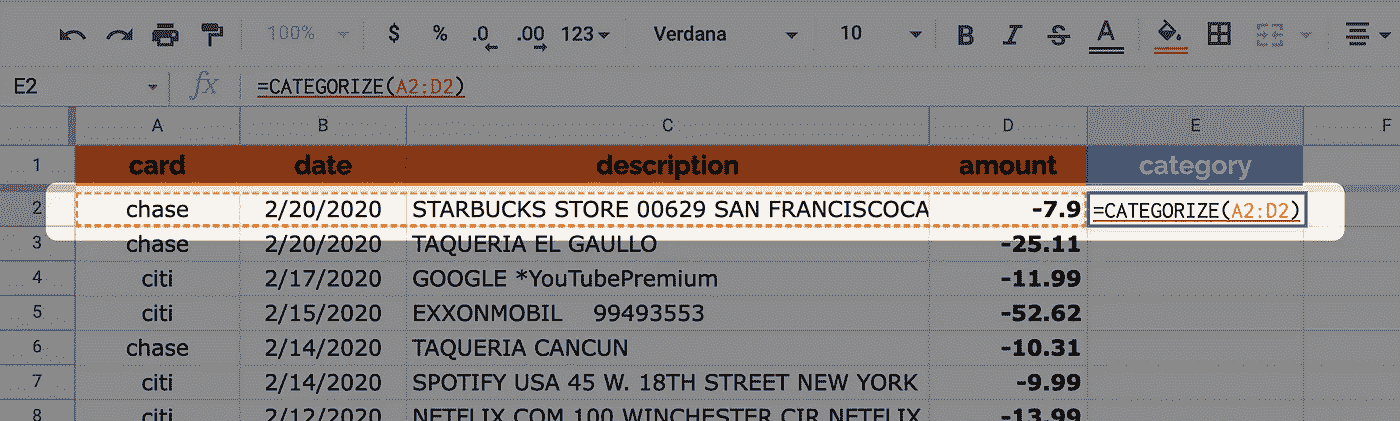 100% $ % .0 .00 123 Verdana 10 B I S A
E2 fx =CATEGORIZE(A2:D2)
A B C D E F
1 card date description amount category
2 chase 2/20/2020 STARBUCKS STORE 00629 SAN FRANCISCOCA -7.9 =CATEGORIZE(A2:D2)
3 chase 2/20/2020 TAQUERIA EL GAULLO -25.11
4 citi 2/17/2020 GOOGLE *YouTubePremium -11.99
5 citi 2/15/2020 EXXONMOBIL 99493553 -52.62
6 chase 2/14/2020 TAQUERIA CANCUN -10.31
7 citi 2/14/2020 SPOTIFY USA 45 W. 18TH STREET NEW YORK -9.99
8 citi 2/12/2020 NETFLIX COM 100 WINCHESTER CIR NETFLIX -13.99